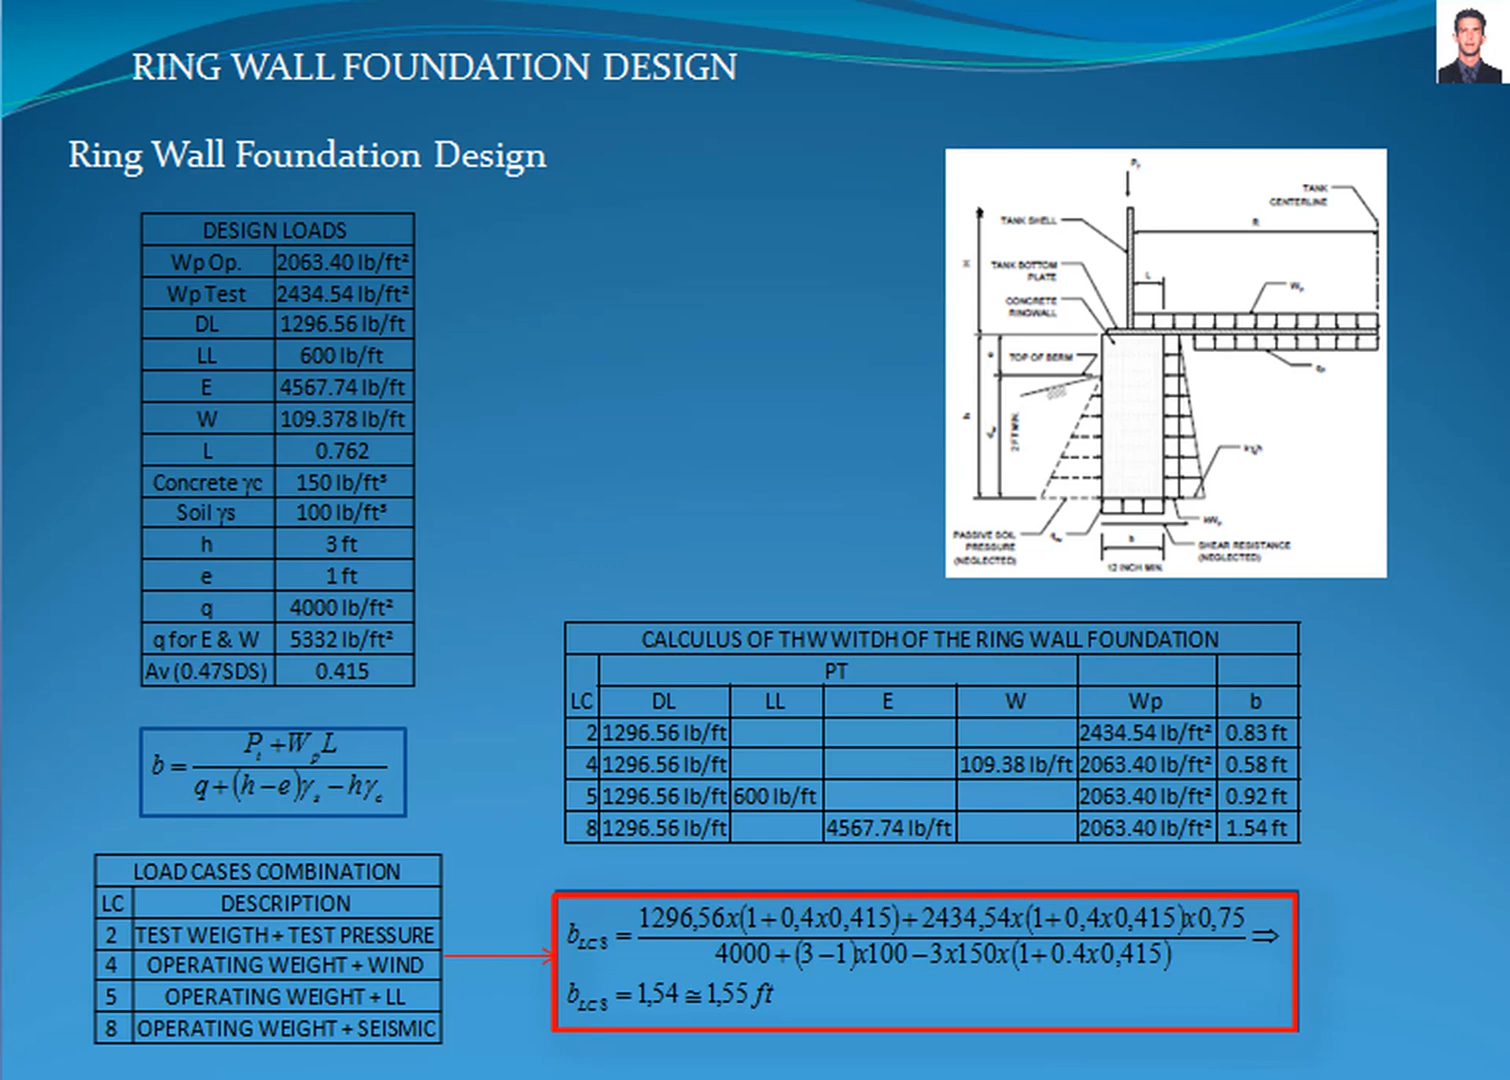 RING WALL FOUNDATION DESIGN
Ring Wall Foundation Design
DESIGN LOADS
Wp Op. 2063.40 lb/ft²
Wp Test 2434.54 lb/ft²
DL 1296.56 lb/ft
LL 600 lb/ft
E 4567.74 lb/ft
W 109.378 lb/ft
L 0.762
Concrete γc 150 lb/ft³
Soil γs 100 lb/ft³
h 3 ft
e 1 ft
q 4000 lb/ft²
q for E & W 5332 lb/ft²
Av (0.47SDS) 0.415
b = (Pt + WpL) / (q + (h − e)γs − hγc)
LOAD CASES COMBINATION
LC DESCRIPTION
2 TEST WEIGTH + TEST PRESSURE
4 OPERATING WEIGHT + WIND
5 OPERATING WEIGHT + LL
8 OPERATING WEIGHT + SEISMIC
TANK
CENTERLINE
TANK SHELL
R
H
TANK BOTTOM
PLATE
L
Wp
CONCRETE
RINGWALL
e
TOP OF BERM
h
2 FT MIN.
PASSIVE SOIL
PRESSURE
(NEGLECTED)
b
12 INCH MIN.
kWp
SHEAR RESISTANCE
(NEGLECTED)
CALCULUS OF THW WITDH OF THE RING WALL FOUNDATION
PT
LC DL LL E W Wp b
2 1296.56 lb/ft 2434.54 lb/ft² 0.83 ft
4 1296.56 lb/ft 109.38 lb/ft 2063.40 lb/ft² 0.58 ft
5 1296.56 lb/ft 600 lb/ft 2063.40 lb/ft² 0.92 ft
8 1296.56 lb/ft 4567.74 lb/ft 2063.40 lb/ft² 1.54 ft
bLC8 = (1296,56x(1+0,4x0,415)+2434,54x(1+0,4x0,415)x0,75) / (4000+(3−1)x100−3x150x(1+0.4x0,415)) ⇒
bLC8 = 1,54 ≅ 1,55 ft